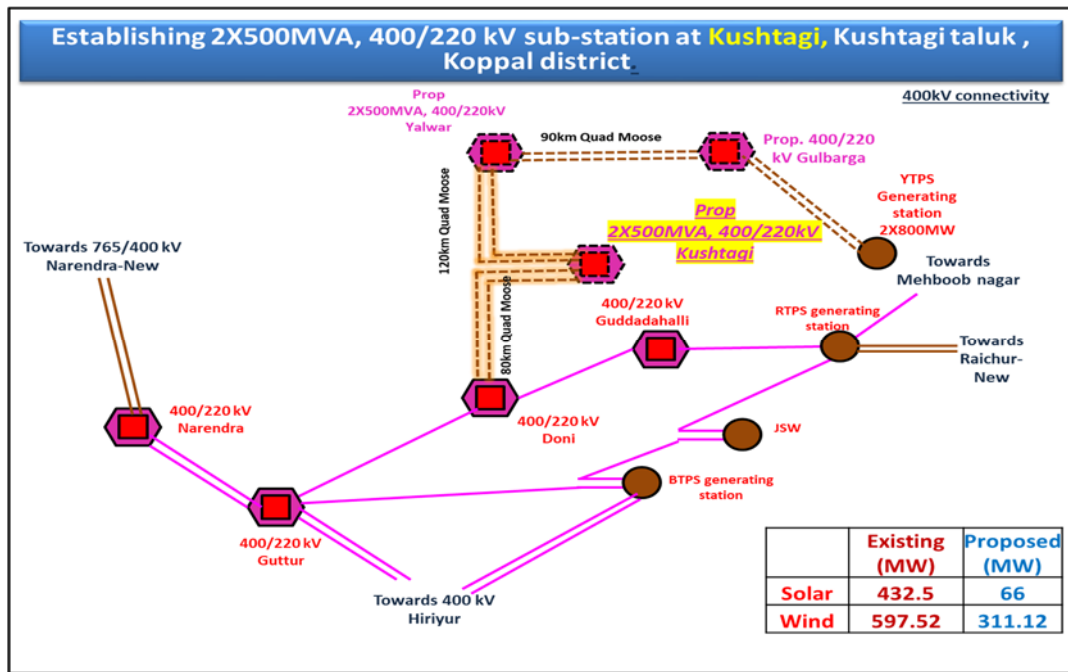 Establishing 2X500MVA, 400/220 kV sub-station at Kushtagi, Kushtagi taluk ,
Koppal district.
400kV connectivity
Prop
2X500MVA, 400/220kV
Yalwar
90km Quad Moose
Prop. 400/220
kV Gulbarga
YTPS
Generating
station
2X800MW
120km Quad Moose
Prop
2X500MVA, 400/220kV
Kushtagi
Towards 765/400 kV
Narendra-New
Towards
Mehboob nagar
400/220 kV
Guddadahalli
RTPS generating
station
Towards
Raichur-
New
80km Quad Moose
400/220 kV
Narendra
400/220 kV
Doni
JSW
BTPS generating
station
400/220 kV
Guttur
Towards 400 kV
Hiriyur
Existing
(MW)
Proposed
(MW)
Solar 432.5 66
Wind 597.52 311.12